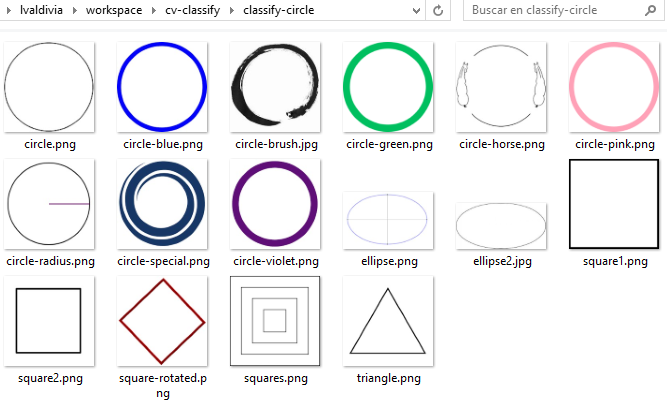 lvaldivia > workspace > cv-classify > classify-circle
Buscar en classify-circle
circle.png
circle-blue.png
circle-brush.jpg
circle-green.png
circle-horse.png
circle-pink.png
circle-radius.png
circle-special.png
circle-violet.png
ellipse.png
ellipse2.jpg
square1.png
square2.png
square-rotated.p
ng
squares.png
triangle.png